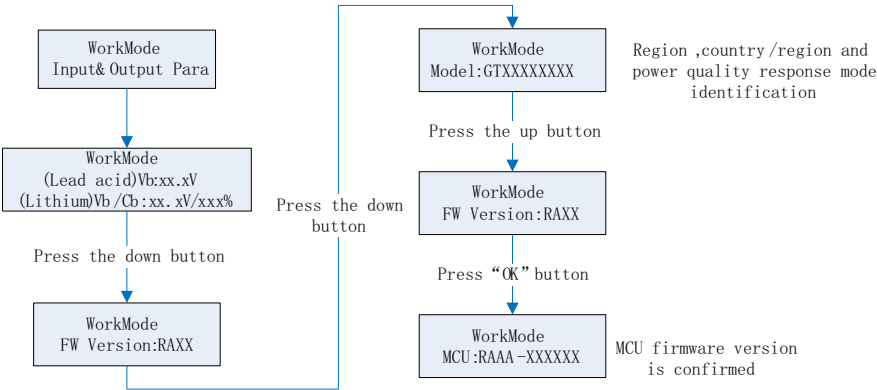 WorkMode
Input& Output Para
WorkMode
(Lead acid)Vb:xx.xV
(Lithium)Vb/Cb:xx.xV/xxx%
Press the down button
WorkMode
FW Version:RAXX
Press the down
button
WorkMode
Model:GTXXXXXXXX
Region ,country/region and
power quality response mode
identification
Press the up button
WorkMode
FW Version:RAXX
Press “OK” button
WorkMode
MCU:RAAA-XXXXXX
MCU firmware version
is confirmed